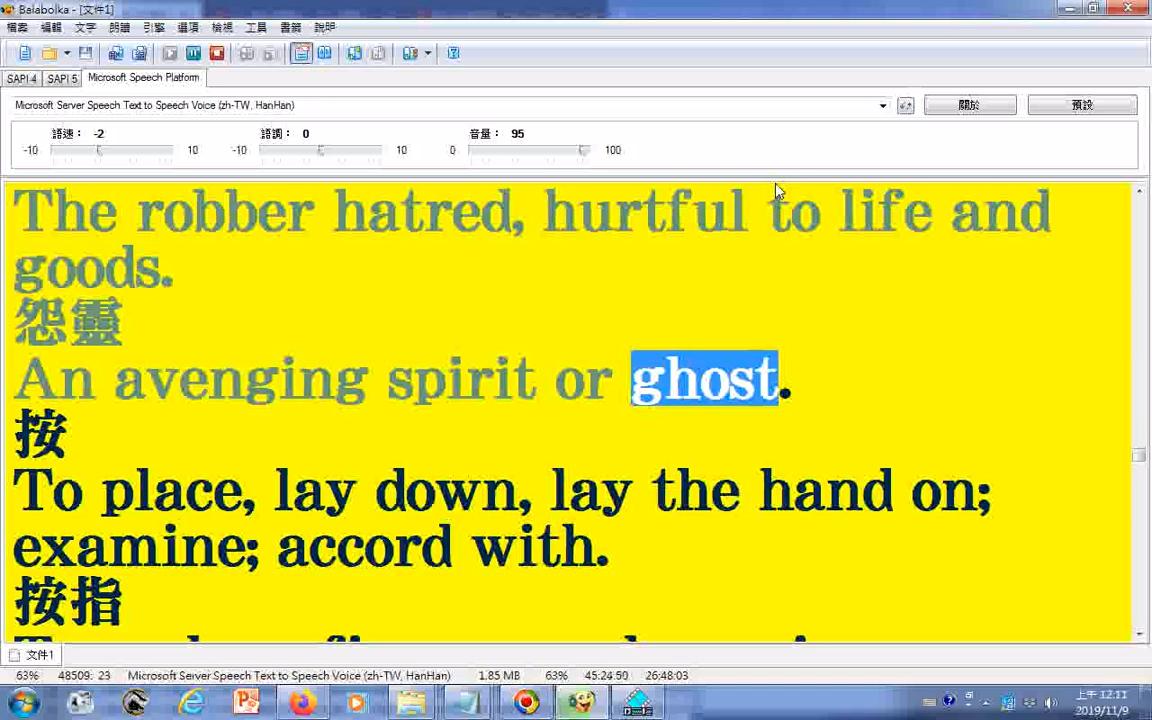 Balabolka - [文件1]
檔案 編輯 文字 朗讀 引擎 選項 檢視 工具 書籤 說明
SAPI 4 SAPI 5 Microsoft Speech Platform
Microsoft Server Speech Text to Speech Voice (zh-TW, HanHan) 關於 預設
語速： -2 語調： 0 音量： 95
-10 10 -10 10 0 100
The robber hatred, hurtful to life and
goods.
怨靈
An avenging spirit or ghost.
按
To place, lay down, lay the hand on;
examine; accord with.
按指
文件1
63% 48509: 23 Microsoft Server Speech Text to Speech Voice (zh-TW, HanHan) 1.85 MB 63% 45:24:50 26:48:03
上午 12:11
2019/11/9